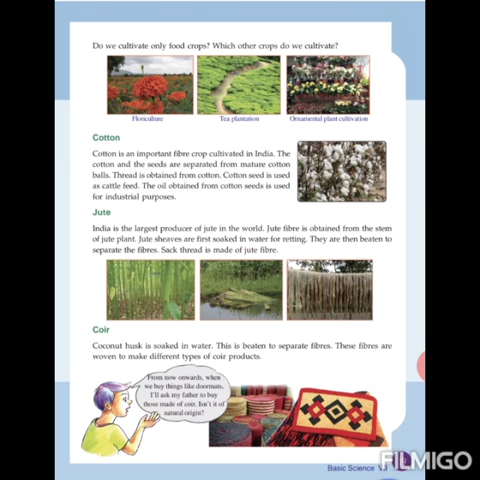 Do we cultivate only food crops? Which other crops do we cultivate?
Floriculture
Tea plantation
Ornamental plant cultivation
Cotton
Cotton is an important fibre crop cultivated in India. The
cotton and the seeds are separated from mature cotton
balls. Thread is obtained from cotton. Cotton seed is used
as cattle feed. The oil obtained from cotton seeds is used
for industrial purposes.
Jute
India is the largest producer of jute in the world. Jute fibre is obtained from the stem
of jute plant. Jute sheaves are first soaked in water for retting. They are then beaten to
separate the fibres. Sack thread is made of jute fibre.
Coir
Coconut husk is soaked in water. This is beaten to separate fibres. These fibres are
woven to make different types of coir products.
From now onwards, when
we buy things like doormats,
I'll ask my father to buy
those made of coir. Isn't it of
natural origin?
Basic Science
FILMIGO